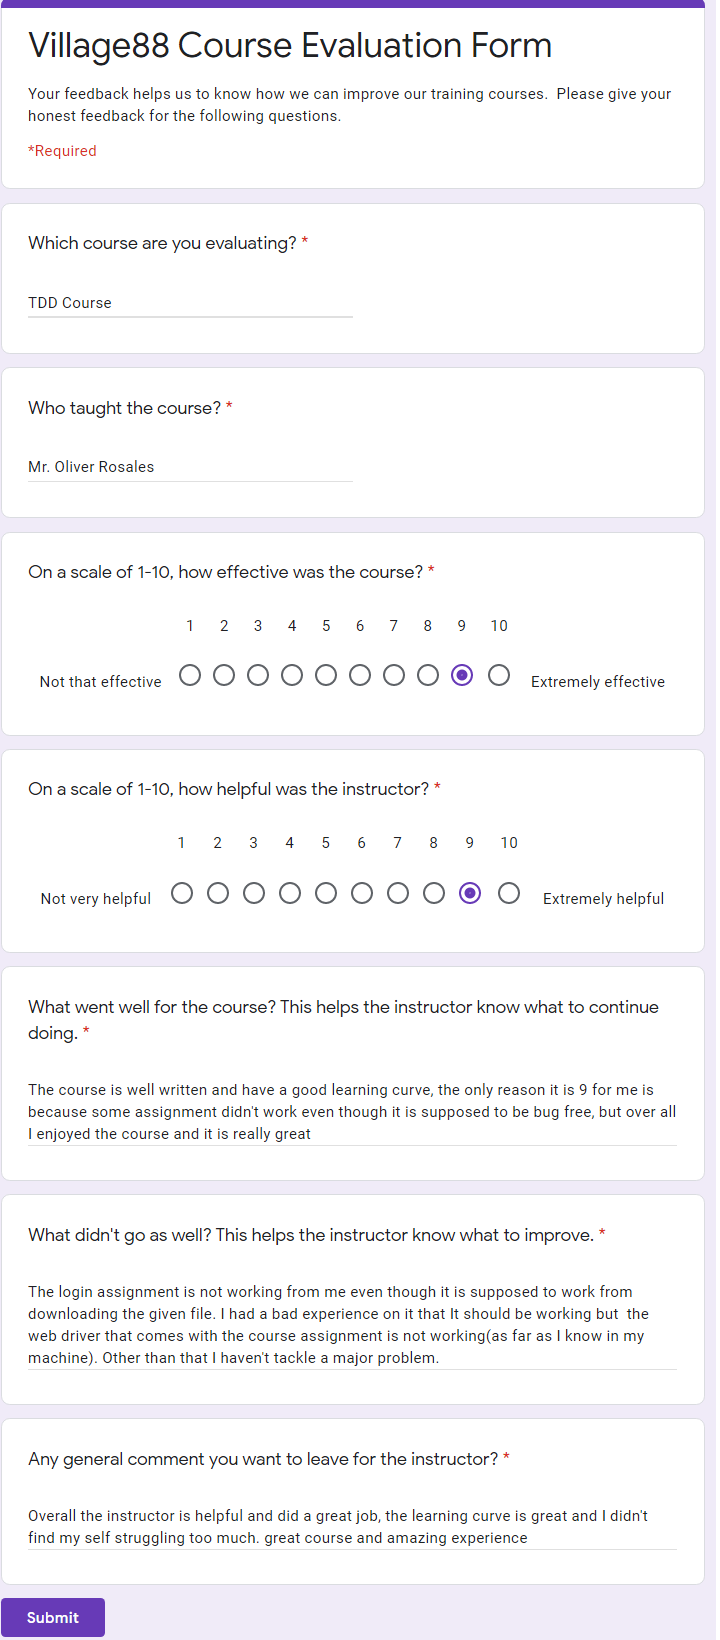 Village88 Course Evaluation Form
Your feedback helps us to know how we can improve our training courses.  Please give your
honest feedback for the following questions.
*Required
Which course are you evaluating? *
TDD Course
Who taught the course? *
Mr. Oliver Rosales
On a scale of 1-10, how effective was the course? *
1 2 3 4 5 6 7 8 9 10
Not that effective Extremely effective
On a scale of 1-10, how helpful was the instructor? *
1 2 3 4 5 6 7 8 9 10
Not very helpful Extremely helpful
What went well for the course? This helps the instructor know what to continue
doing. *
The course is well written and have a good learning curve, the only reason it is 9 for me is
because some assignment didn't work even though it is supposed to be bug free, but over all
I enjoyed the course and it is really great
What didn't go as well? This helps the instructor know what to improve. *
The login assignment is not working from me even though it is supposed to work from
downloading the given file. I had a bad experience on it that It should be working but  the
web driver that comes with the course assignment is not working(as far as I know in my
machine). Other than that I haven't tackle a major problem.
Any general comment you want to leave for the instructor? *
Overall the instructor is helpful and did a great job, the learning curve is great and I didn't
find my self struggling too much. great course and amazing experience
Submit